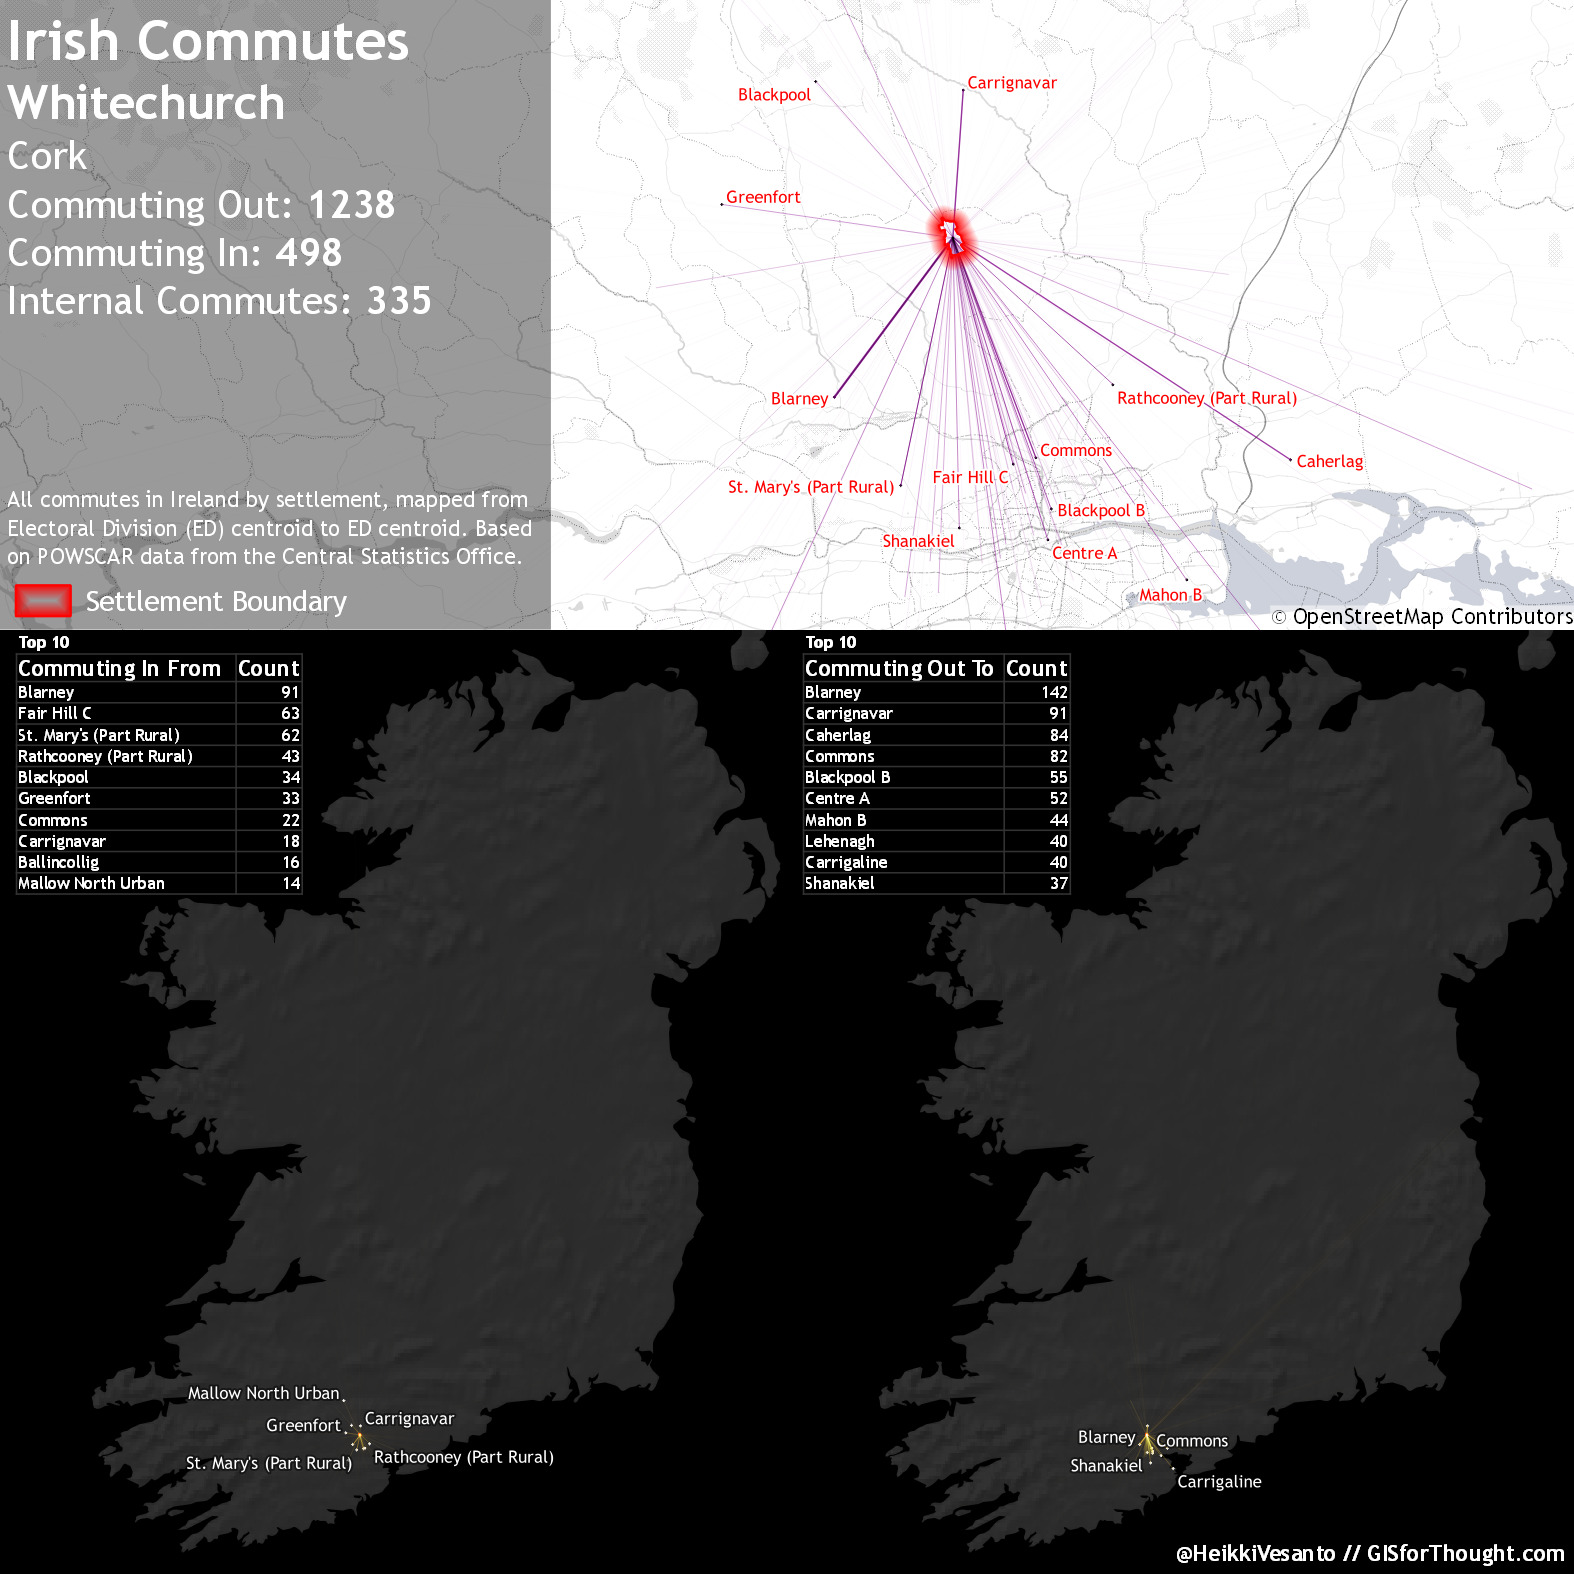 Irish Commutes
Whitechurch
Cork
Commuting Out: 1238
Commuting In: 498
Internal Commutes: 335
All commutes in Ireland by settlement, mapped from
Electoral Division (ED) centroid to ED centroid. Based
on POWSCAR data from the Central Statistics Office.
Settlement Boundary
Carrignavar
Blackpool
Greenfort
Blarney
Rathcooney (Part Rural)
Commons
Caherlag
Fair Hill C
St. Mary's (Part Rural)
Blackpool B
Shanakiel
Centre A
Mahon B
© OpenStreetMap Contributors
Top 10
Commuting In From Count
Blarney 91
Fair Hill C 63
St. Mary's (Part Rural) 62
Rathcooney (Part Rural) 43
Blackpool 34
Greenfort 33
Commons 22
Carrignavar 18
Ballincollig 16
Mallow North Urban 14
Top 10
Commuting Out To Count
Blarney 142
Carrignavar 91
Caherlag 84
Commons 82
Blackpool B 55
Centre A 52
Mahon B 44
Lehenagh 40
Carrigaline 40
Shanakiel 37
Mallow North Urban
Carrignavar
Greenfort
Rathcooney (Part Rural)
St. Mary's (Part Rural)
Blarney
Commons
Shanakiel
Carrigaline
@HeikkiVesanto // GISforThought.com